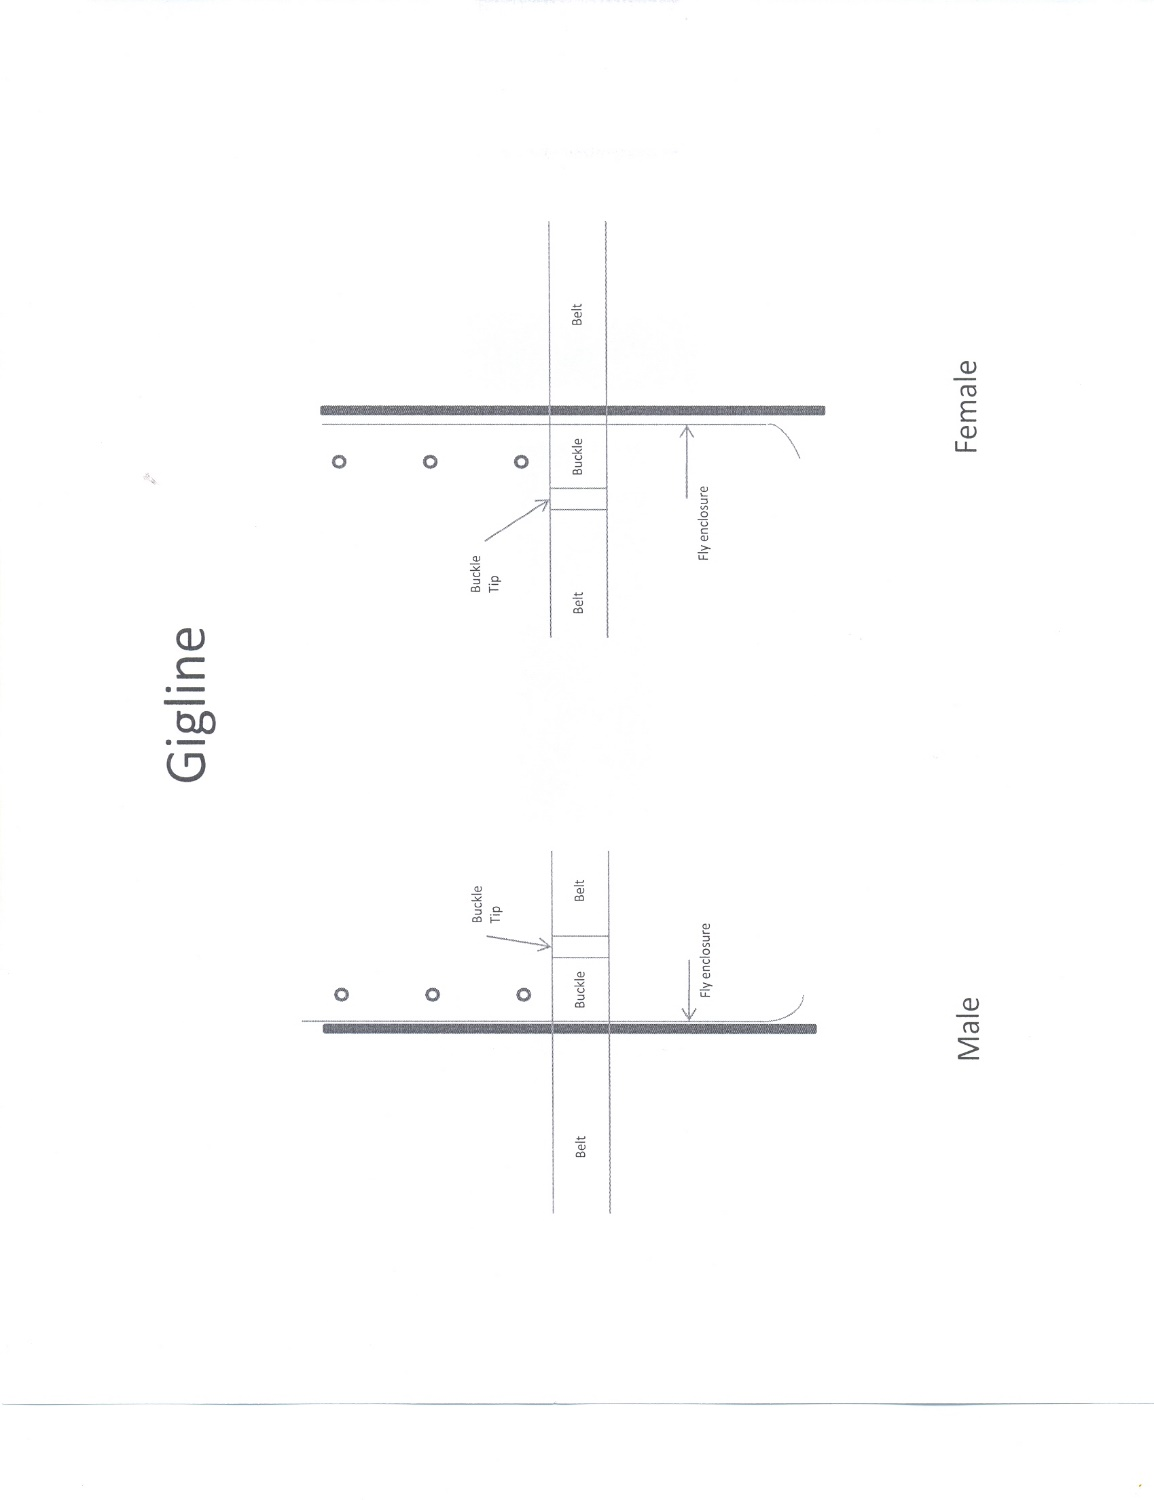 Gigline
Buckle
Tip
Belt
Buckle
Belt
Fly enclosure
Male
Buckle
Tip
Belt
Buckle
Belt
Fly enclosure
Female